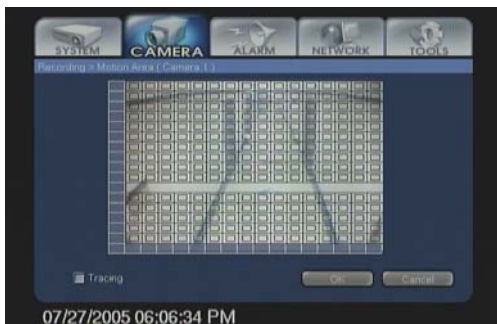 SYSTEM CAMERA ALARM NETWORK TOOLS
Recording > Motion Area ( Camera 1 )
Tracing OK Cancel
07/27/2005 06:06:34 PM